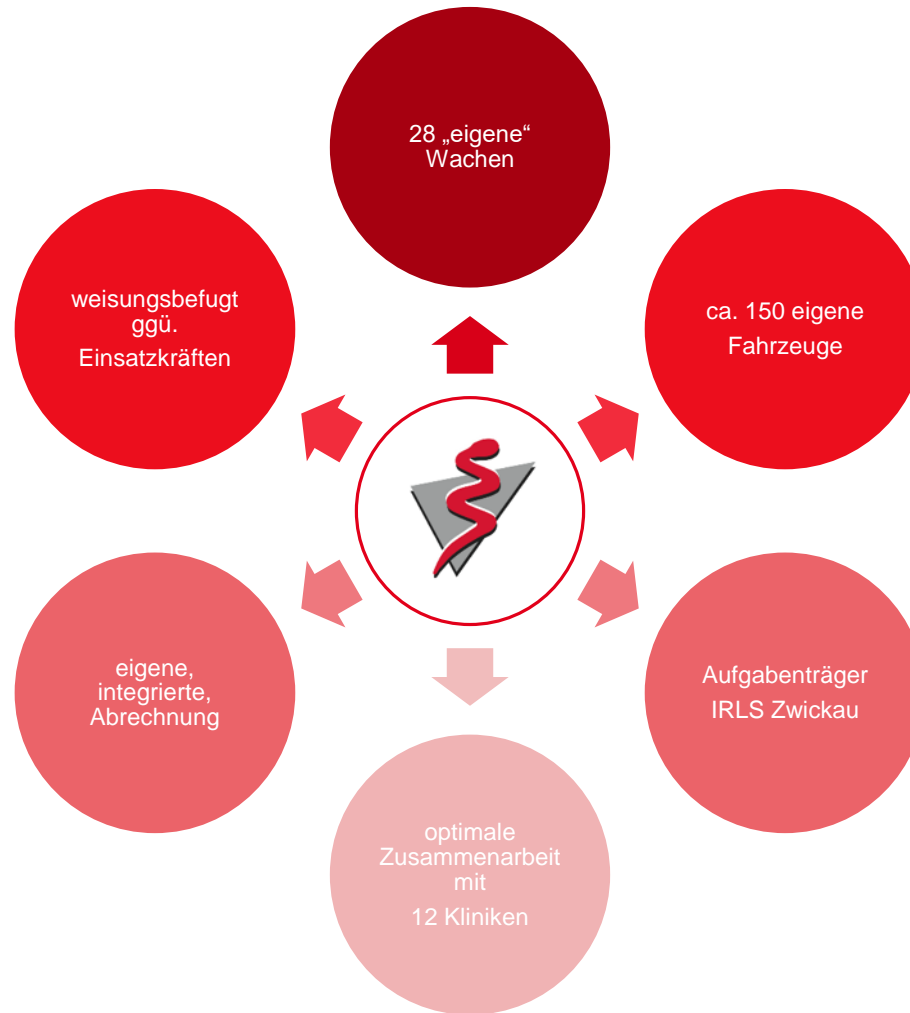 28 „eigene“
Wachen
ca. 150 eigene
Fahrzeuge
Aufgabenträger
IRLS Zwickau
optimale
Zusammenarbeit
mit
12 Kliniken
eigene,
integrierte,
Abrechnung
weisungsbefugt
ggü.
Einsatzkräften